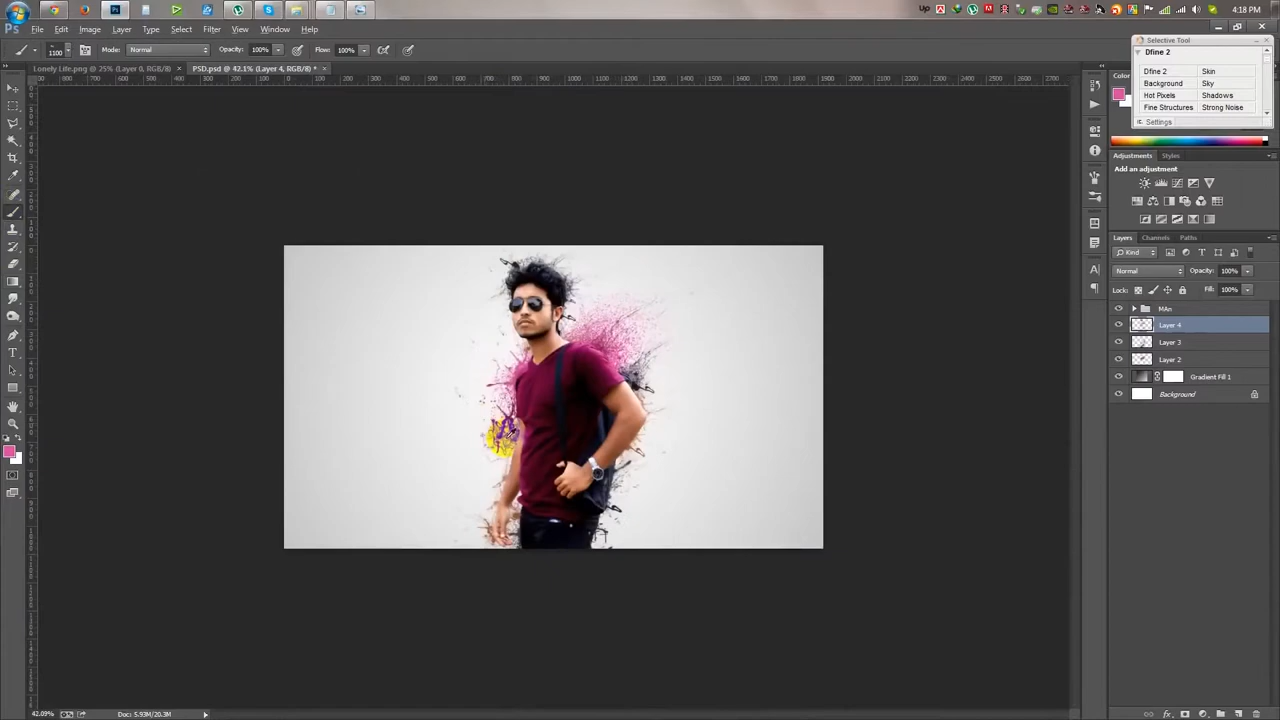 Up
4:18 PM
PS File Edit Image Layer Type Select Filter View Window Help
1100 Mode: Normal Opacity: 100% Flow: 100%
Lonely Life.png @ 25% (Layer 0, RGB/8) × PSD.psd @ 42.1% (Layer 4, RGB/8) * ×
Selective Tool
Dfine 2
Dfine 2 Skin
Background Sky
Hot Pixels Shadows
Fine Structures Strong Noise
Settings
Color
Adjustments Styles
Add an adjustment
Layers Channels Paths
Kind
Normal Opacity: 100%
Lock: Fill: 100%
MAn
Layer 4
Layer 3
Layer 2
Gradient Fill 1
Background
42.09% Doc: 5.93M/20.3M